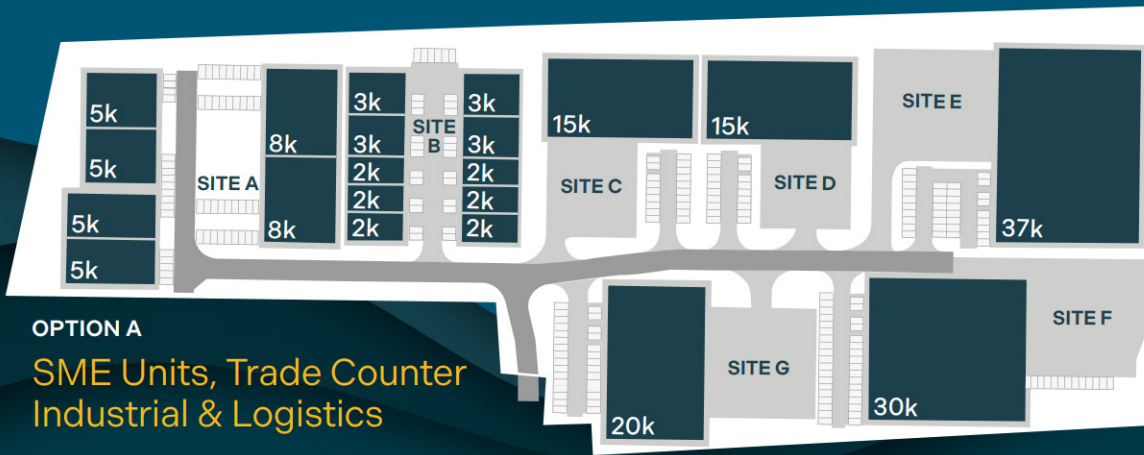 5k
5k
5k
5k
SITE A
8k
8k
3k
3k
2k
2k
2k
SITE
B
3k
3k
2k
2k
2k
15k
SITE C
15k
SITE D
SITE E
37k
20k
SITE G
30k
SITE F
OPTION A
SME Units, Trade Counter
Industrial & Logistics